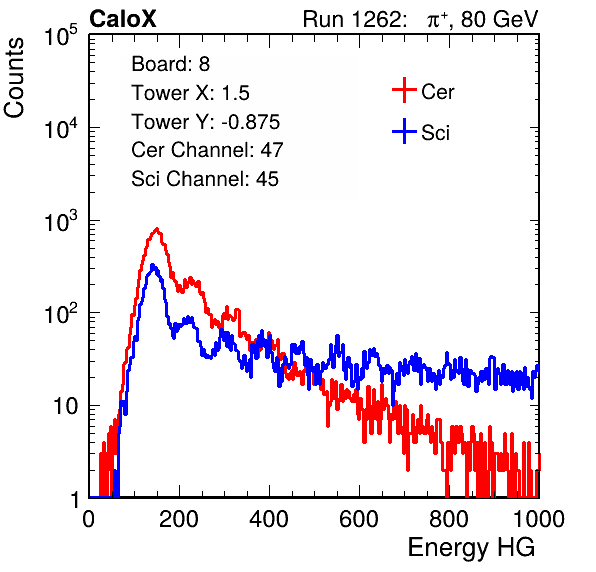 CaloX Run 1262: π⁺, 80 GeV
Counts
Board: 8
Tower X: 1.5
Tower Y: -0.875
Cer Channel: 47
Sci Channel: 45
Cer
Sci
10⁵
10⁴
10³
10²
10
1
0 200 400 600 800 1000
Energy HG